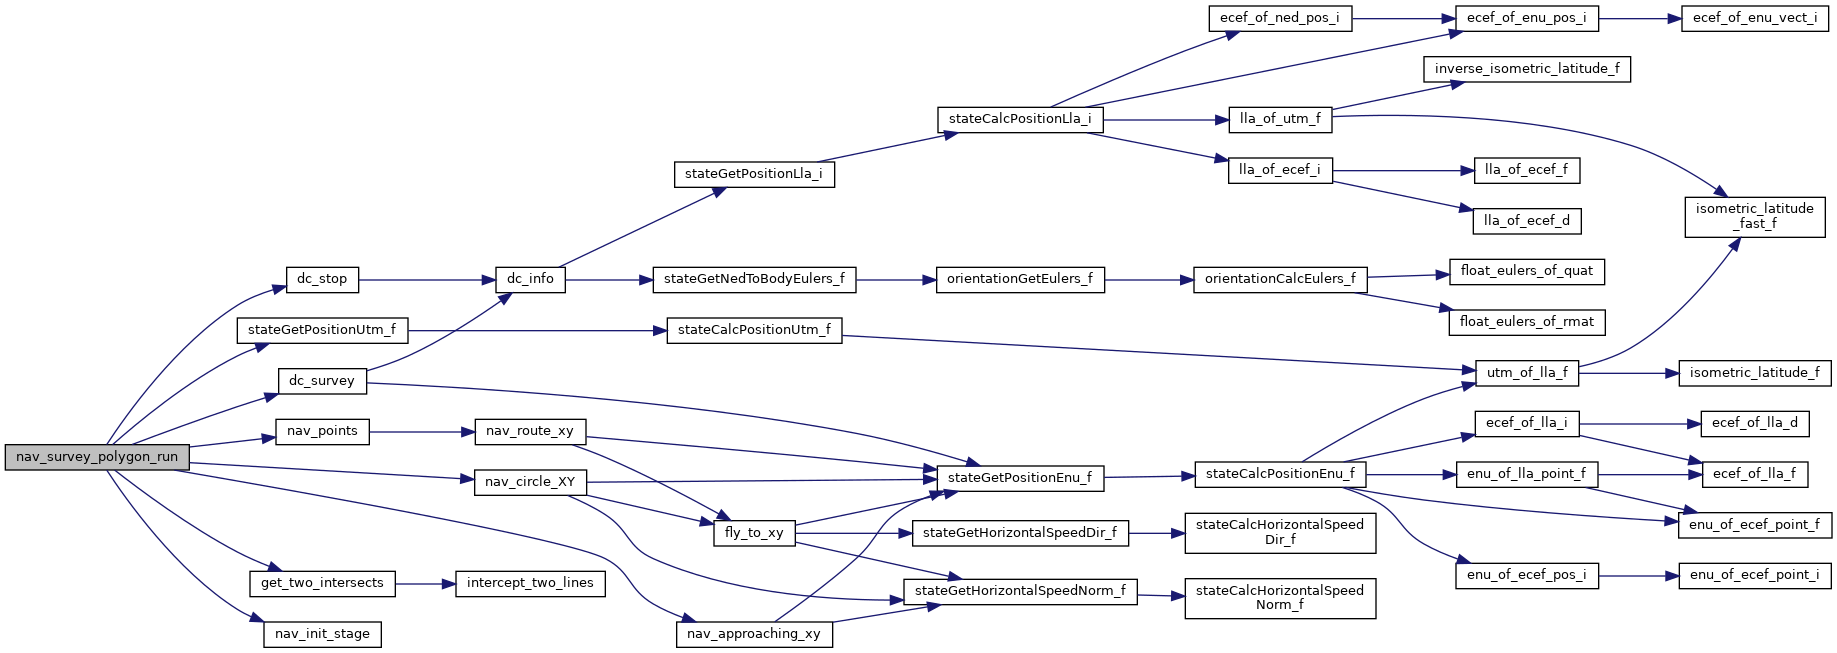 ecef_of_ned_pos_i
ecef_of_enu_pos_i
ecef_of_enu_vect_i
inverse_isometric_latitude_f
stateCalcPositionLla_i
lla_of_utm_f
stateGetPositionLla_i
lla_of_ecef_i
lla_of_ecef_f
isometric_latitude
_fast_f
lla_of_ecef_d
dc_stop
dc_info
stateGetNedToBodyEulers_f
orientationGetEulers_f
orientationCalcEulers_f
float_eulers_of_quat
float_eulers_of_rmat
stateGetPositionUtm_f
stateCalcPositionUtm_f
dc_survey
utm_of_lla_f
isometric_latitude_f
nav_points
nav_route_xy
ecef_of_lla_i
ecef_of_lla_d
nav_survey_polygon_run
nav_circle_XY
stateGetPositionEnu_f
stateCalcPositionEnu_f
enu_of_lla_point_f
ecef_of_lla_f
fly_to_xy
stateGetHorizontalSpeedDir_f
stateCalcHorizontalSpeed
Dir_f
enu_of_ecef_point_f
get_two_intersects
intercept_two_lines
stateGetHorizontalSpeedNorm_f
stateCalcHorizontalSpeed
Norm_f
enu_of_ecef_pos_i
enu_of_ecef_point_i
nav_init_stage
nav_approaching_xy